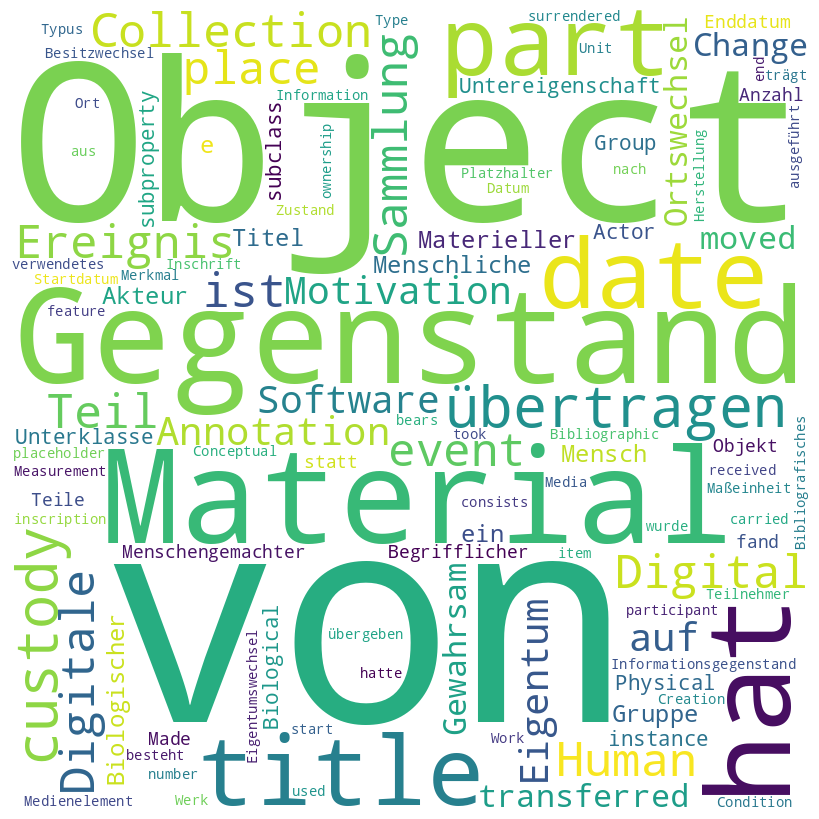 Typus
Collection
Type
surrendered
part
Enddatum
Besitzwechsel
place
Unit
Change
Object
Ort
Information
Sammlung
Untereigenschaft
Ortswechsel
end
trägt
Anzahl
aus
subproperty
e
subclass
ownership
Platzhalter
Datum
Group
nach
Herstellung
ausgeführt
Ereignis
Titel
Zustand
Materieller
Actor
moved
verwendetes
Startdatum
Merkmal
Inschrift
Menschliche
feature
Akteur
ist
Motivation
date
Gegenstand
Teil
Software
übertragen
Unterklasse
Annotation
bears
took
event
Bibliographic
Mensch
Objekt
placeholder
Measurement
Conceptual
statt
Material
Media
received
Maßeinheit
Bibliografisches
Teile
inscription
consists
ein
wurde
carried
fand
custody
Menschengemachter
Begrifflicher
item
Digital
Digitale
von
Teilnehmer
hat
Biologischer
Eigentumswechsel
Biological
übergeben
hatte
Gewahrsam
Eigentum
participant
auf
Informationsgegenstand
Physical
Creation
Gruppe
Made
besteht
number
title
start
Work
instance
Human
Medienelement
Werk
used
transferred
Condition